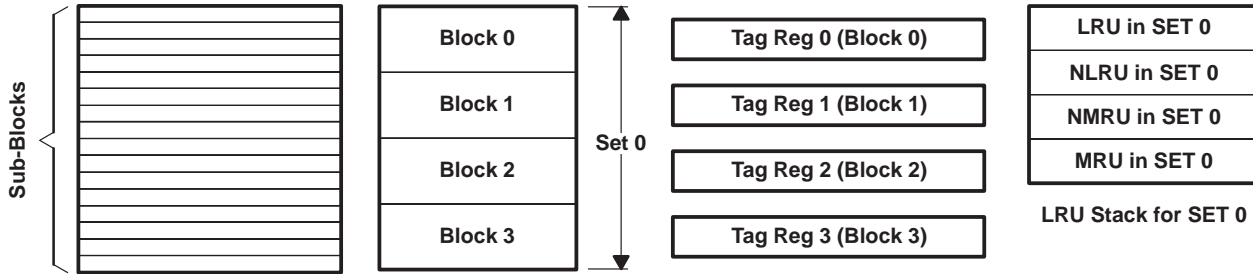 Sub-Blocks
Block 0
Block 1
Block 2
Block 3
Set 0
Tag Reg 0 (Block 0)
Tag Reg 1 (Block 1)
Tag Reg 2 (Block 2)
Tag Reg 3 (Block 3)
LRU in SET 0
NLRU in SET 0
NMRU in SET 0
MRU in SET 0
LRU Stack for SET 0